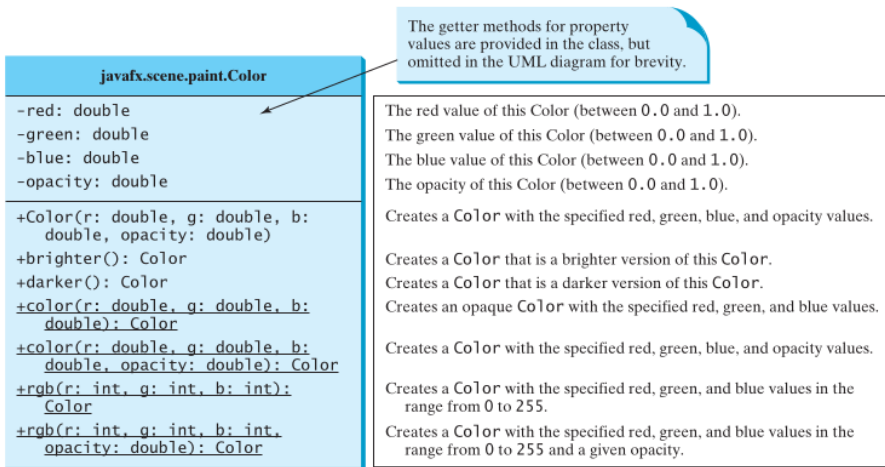 The getter methods for property
values are provided in the class, but
omitted in the UML diagram for brevity.
javafx.scene.paint.Color
-red: double
-green: double
-blue: double
-opacity: double
The red value of this Color (between 0.0 and 1.0).
The green value of this Color (between 0.0 and 1.0).
The blue value of this Color (between 0.0 and 1.0).
The opacity of this Color (between 0.0 and 1.0).
+Color(r: double, g: double, b:
double, opacity: double)
+brighter(): Color
+darker(): Color
+color(r: double, g: double, b:
double): Color
+color(r: double, g: double, b:
double, opacity: double): Color
+rgb(r: int, g: int, b: int):
Color
+rgb(r: int, g: int, b: int,
opacity: double): Color
Creates a Color with the specified red, green, blue, and opacity values.
Creates a Color that is a brighter version of this Color.
Creates a Color that is a darker version of this Color.
Creates an opaque Color with the specified red, green, and blue values.
Creates a Color with the specified red, green, blue, and opacity values.
Creates a Color with the specified red, green, and blue values in the
range from 0 to 255.
Creates a Color with the specified red, green, and blue values in the
range from 0 to 255 and a given opacity.